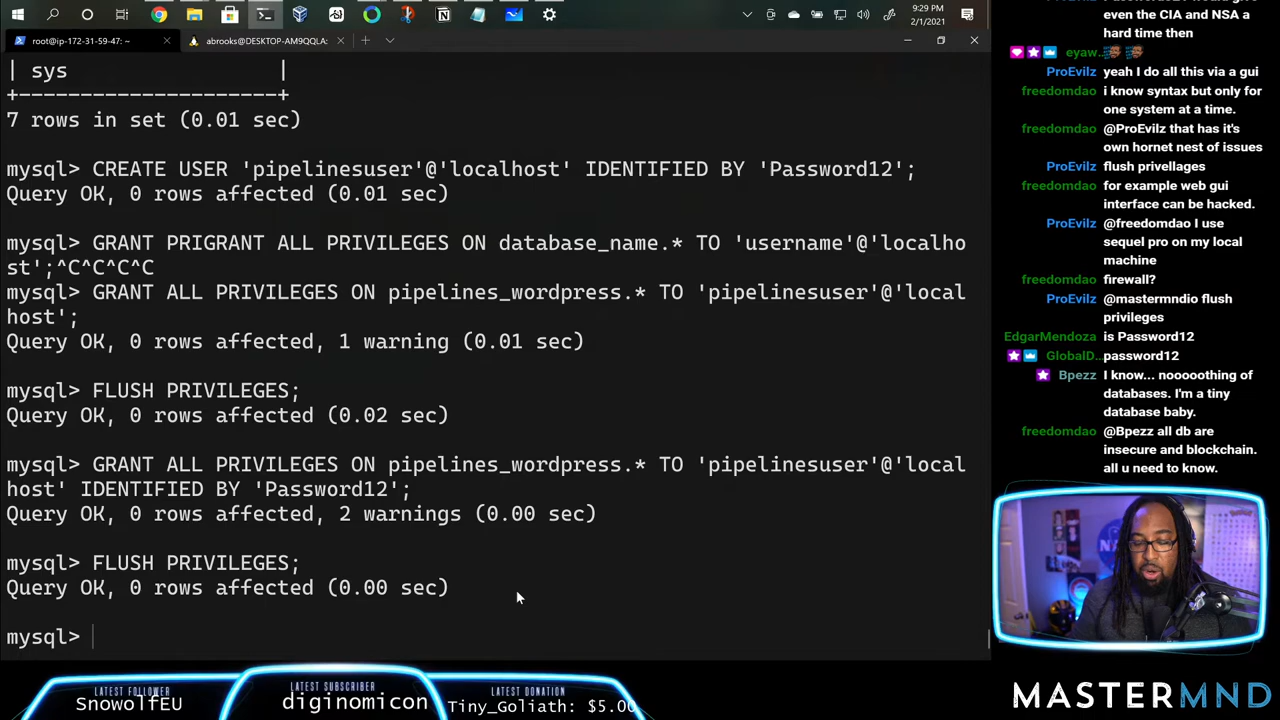 9:29 PM
2/1/2021
root@ip-172-31-59-47: ~
abrooks@DESKTOP-AM9QQLA:
| sys |
+---------------------+
7 rows in set (0.01 sec)
mysql> CREATE USER 'pipelinesuser'@'localhost' IDENTIFIED BY 'Password12';
Query OK, 0 rows affected (0.01 sec)
mysql> GRANT PRIGRANT ALL PRIVILEGES ON database_name.* TO 'username'@'localho
st';^C^C^C^C
mysql> GRANT ALL PRIVILEGES ON pipelines_wordpress.* TO 'pipelinesuser'@'local
host';
Query OK, 0 rows affected, 1 warning (0.01 sec)
mysql> FLUSH PRIVILEGES;
Query OK, 0 rows affected (0.02 sec)
mysql> GRANT ALL PRIVILEGES ON pipelines_wordpress.* TO 'pipelinesuser'@'local
host' IDENTIFIED BY 'Password12';
Query OK, 0 rows affected, 2 warnings (0.00 sec)
mysql> FLUSH PRIVILEGES;
Query OK, 0 rows affected (0.00 sec)
mysql>
even the CIA and NSA a
hard time then
eyaw...
ProEvilz yeah I do all this via a gui
freedomdao i know syntax but only for
one system at a time.
freedomdao @ProEvilz that has it's
own hornet nest of issues
ProEvilz flush privellages
freedomdao for example web gui
interface can be hacked.
ProEvilz @freedomdao I use
sequel pro on my local
machine
freedomdao firewall?
ProEvilz @mastermndio flush
privileges
EdgarMendoza is Password12
GlobalD... password12
Bpezz I know... nooooothing of
databases. I'm a tiny
database baby.
freedomdao @Bpezz all db are
insecure and blockchain.
all u need to know.
LATEST FOLLOWER
SnowolfEU
LATEST SUBSCRIBER
diginomicon
LATEST DONATION
Tiny_Goliath: $5.00
MASTERMND